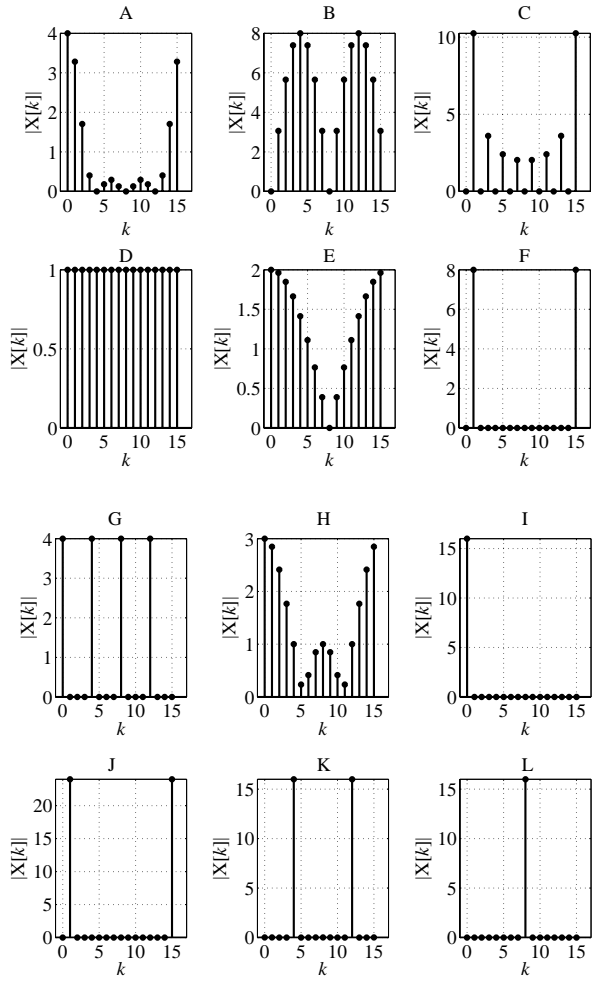 A B C
|X[k]| 4 3 2 1 0
0 5 10 15
k
|X[k]| 8 6 4 2 0
0 5 10 15
k
|X[k]| 10 5 0
0 5 10 15
k
D E F
|X[k]| 1 0.5 0
0 5 10 15
k
|X[k]| 2 1.5 1 0.5 0
0 5 10 15
k
|X[k]| 8 6 4 2 0
0 5 10 15
k
G H I
|X[k]| 4 3 2 1 0
0 5 10 15
k
|X[k]| 3 2 1 0
0 5 10 15
k
|X[k]| 15 10 5 0
0 5 10 15
k
J K L
|X[k]| 20 15 10 5 0
0 5 10 15
k
|X[k]| 15 10 5 0
0 5 10 15
k
|X[k]| 15 10 5 0
0 5 10 15
k